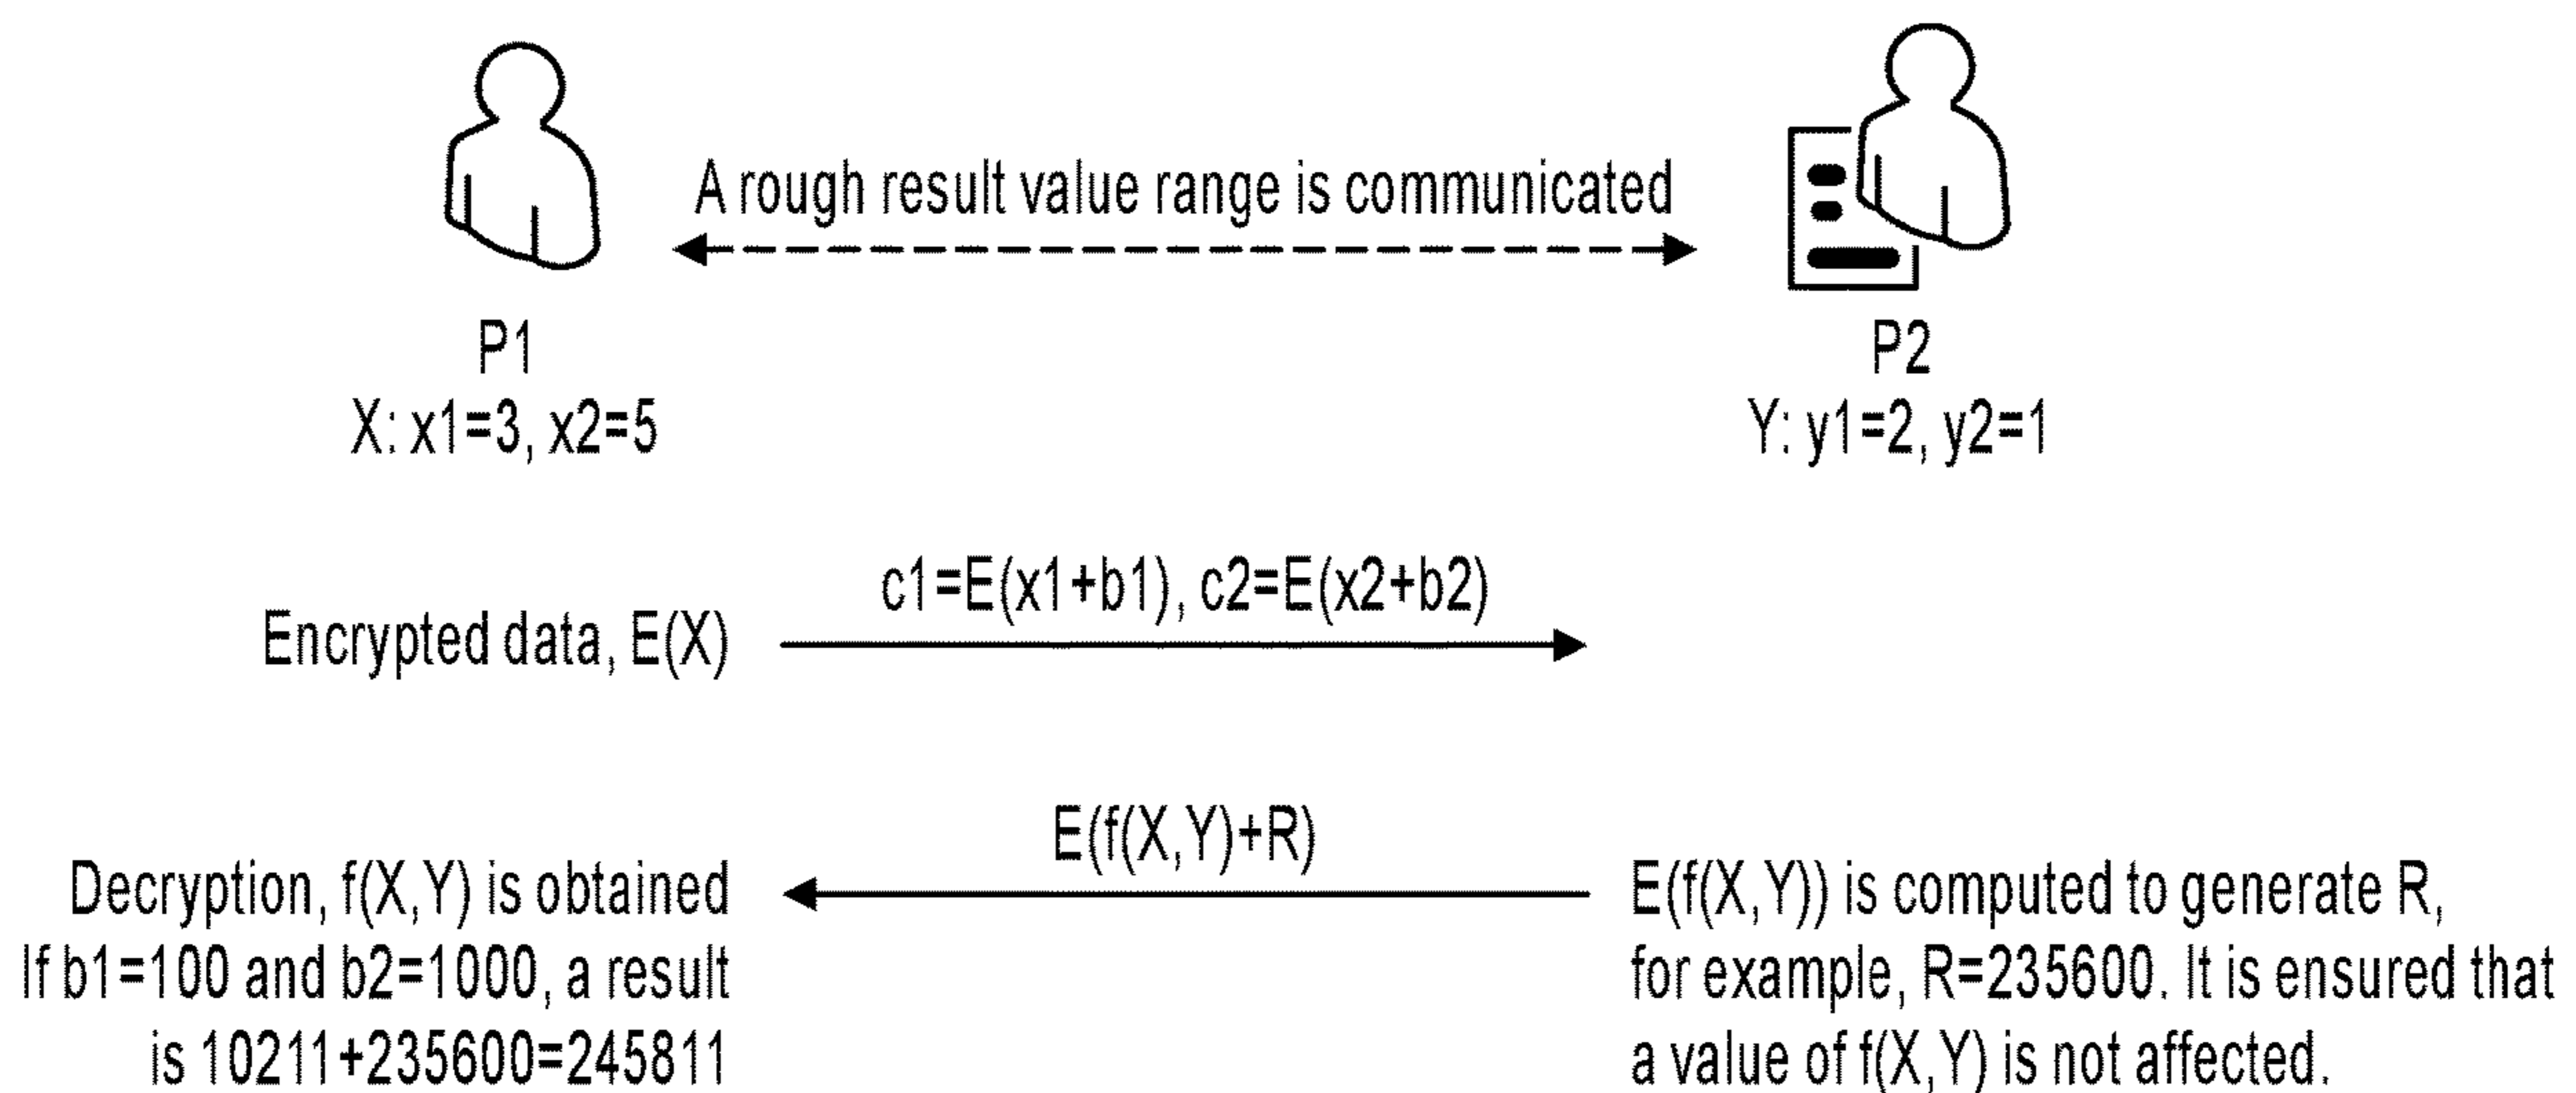 A rough result value range is communicated
P1
P2
X: x1=3, x2=5
Y: y1=2, y2=1
c1=E(x1+b1), c2=E(x2+b2)
Encrypted data, E(X)
E(f(X,Y)+R)
Decryption, f(X,Y) is obtained
If b1=100 and b2=1000, a result
is 10211+235600=245811
E(f(X,Y)) is computed to generate R,
for example, R=235600. It is ensured that
a value of f(X,Y) is not affected.